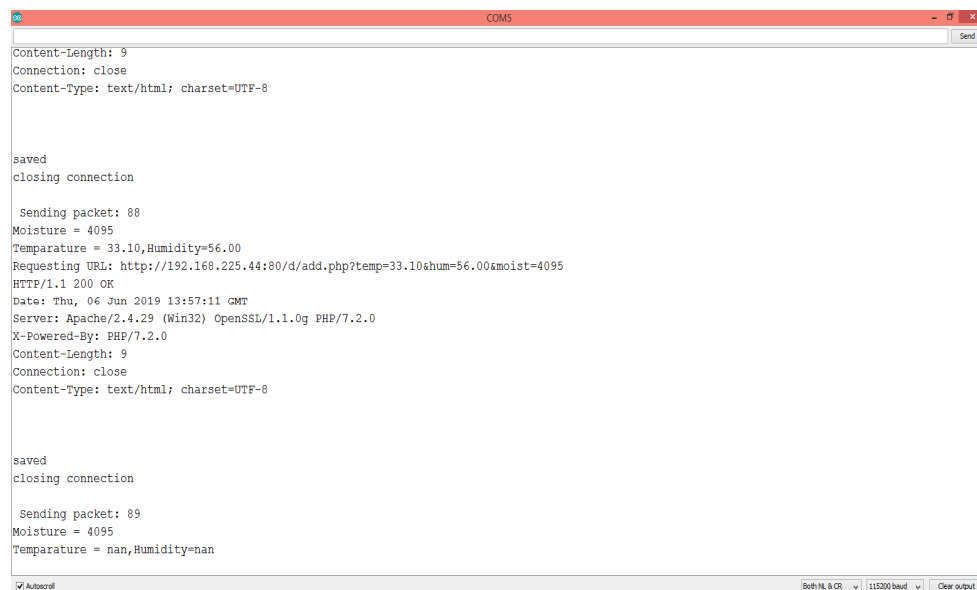 COM5
Send
Content-Length: 9
Connection: close
Content-Type: text/html; charset=UTF-8
saved
closing connection
Sending packet: 88
Moisture = 4095
Temparature = 33.10,Humidity=56.00
Requesting URL: http://192.168.225.44:80/d/add.php?temp=33.10&hum=56.00&moist=4095
HTTP/1.1 200 OK
Date: Thu, 06 Jun 2019 13:57:11 GMT
Server: Apache/2.4.29 (Win32) OpenSSL/1.1.0g PHP/7.2.0
X-Powered-By: PHP/7.2.0
Content-Length: 9
Connection: close
Content-Type: text/html; charset=UTF-8
saved
closing connection
Sending packet: 89
Moisture = 4095
Temparature = nan,Humidity=nan
Autoscroll Both NL & CR 115200 baud Clear output